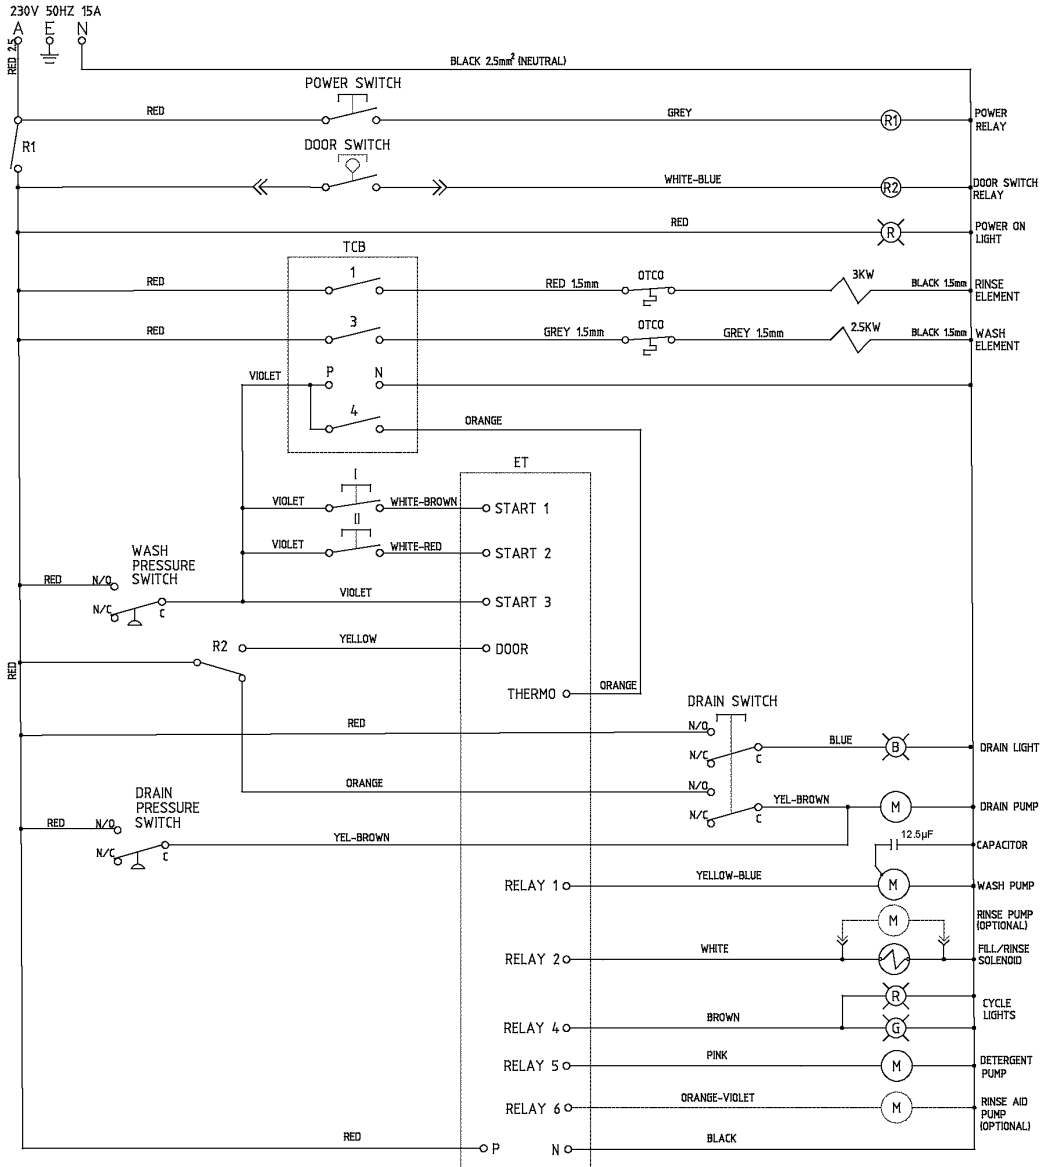 230V 50HZ 15A
A E N
RED 2.5
BLACK 2.5mm² (NEUTRAL)
POWER SWITCH
RED
GREY
R1
POWER
RELAY
R1
DOOR SWITCH
WHITE-BLUE
R2
DOOR SWITCH
RELAY
RED
R
POWER ON
LIGHT
TCB
RED
1
RED 1.5mm
OTCO
3KW
BLACK 1.5mm
RINSE
ELEMENT
RED
3
GREY 1.5mm
OTCO
GREY 1.5mm
2.5KW
BLACK 1.5mm
WASH
ELEMENT
VIOLET
P N
4
ORANGE
ET
I
VIOLET
WHITE-BROWN
START 1
II
VIOLET
WHITE-RED
START 2
WASH
PRESSURE
SWITCH
RED
N/O
N/C
C
VIOLET
START 3
R2
YELLOW
DOOR
RED
THERMO
ORANGE
DRAIN SWITCH
RED
N/O
N/C
C
BLUE
B
DRAIN LIGHT
ORANGE
N/O
N/C
C
YEL-BROWN
M
DRAIN PUMP
DRAIN
PRESSURE
SWITCH
RED
N/O
N/C
C
YEL-BROWN
12.5µF
CAPACITOR
RELAY 1
YELLOW-BLUE
M
WASH PUMP
M
RINSE PUMP
(OPTIONAL)
RELAY 2
WHITE
FILL/RINSE
SOLENOID
R
CYCLE
LIGHTS
RELAY 4
BROWN
G
RELAY 5
PINK
M
DETERGENT
PUMP
RELAY 6
ORANGE-VIOLET
M
RINSE AID
PUMP
(OPTIONAL)
RED
P
N
BLACK